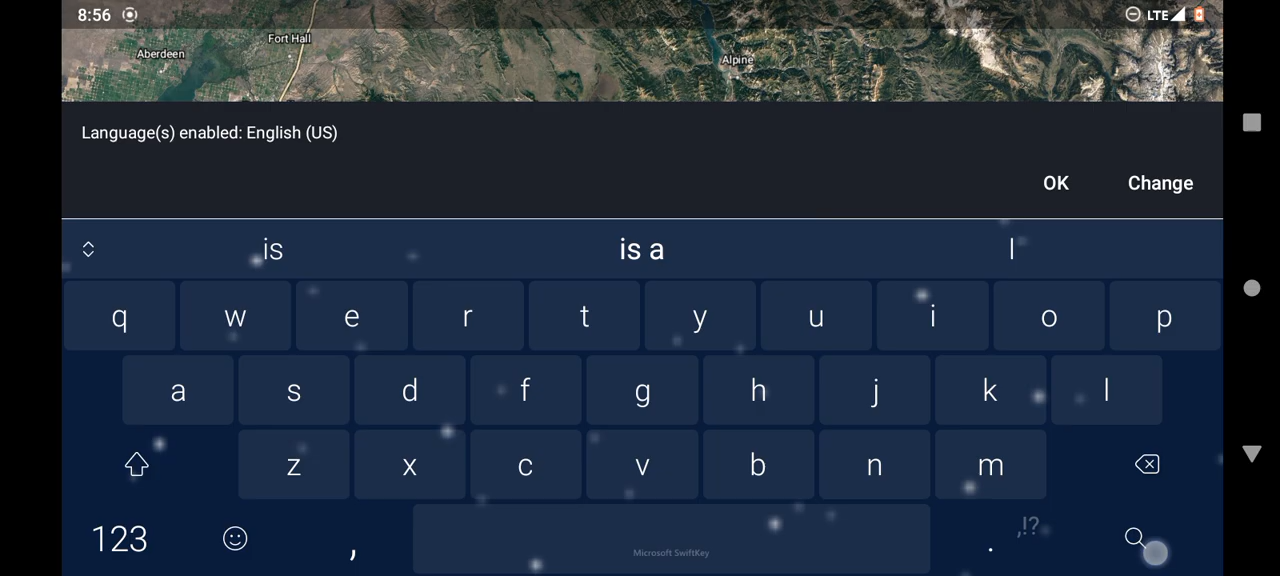 8:56 LTE
Fort Hall
Aberdeen
Alpine
Language(s) enabled: English (US)
OK Change
is is a I
q w e r t y u i o p
a s d f g h j k l
z x c v b n m
123 , . ,!?
Microsoft SwiftKey